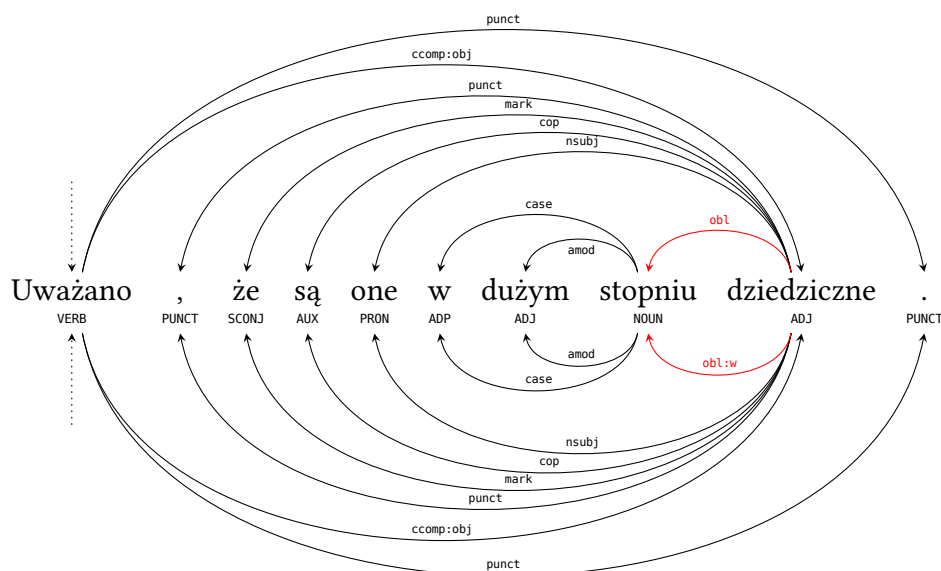 punct
ccomp:obj
punct
mark
cop
nsubj
case
obl
amod
Uważano , że są one w dużym stopniu dziedziczne .
VERB PUNCT SCONJ AUX PRON ADP ADJ NOUN ADJ PUNCT
amod
obl:w
case
nsubj
cop
mark
punct
ccomp:obj
punct